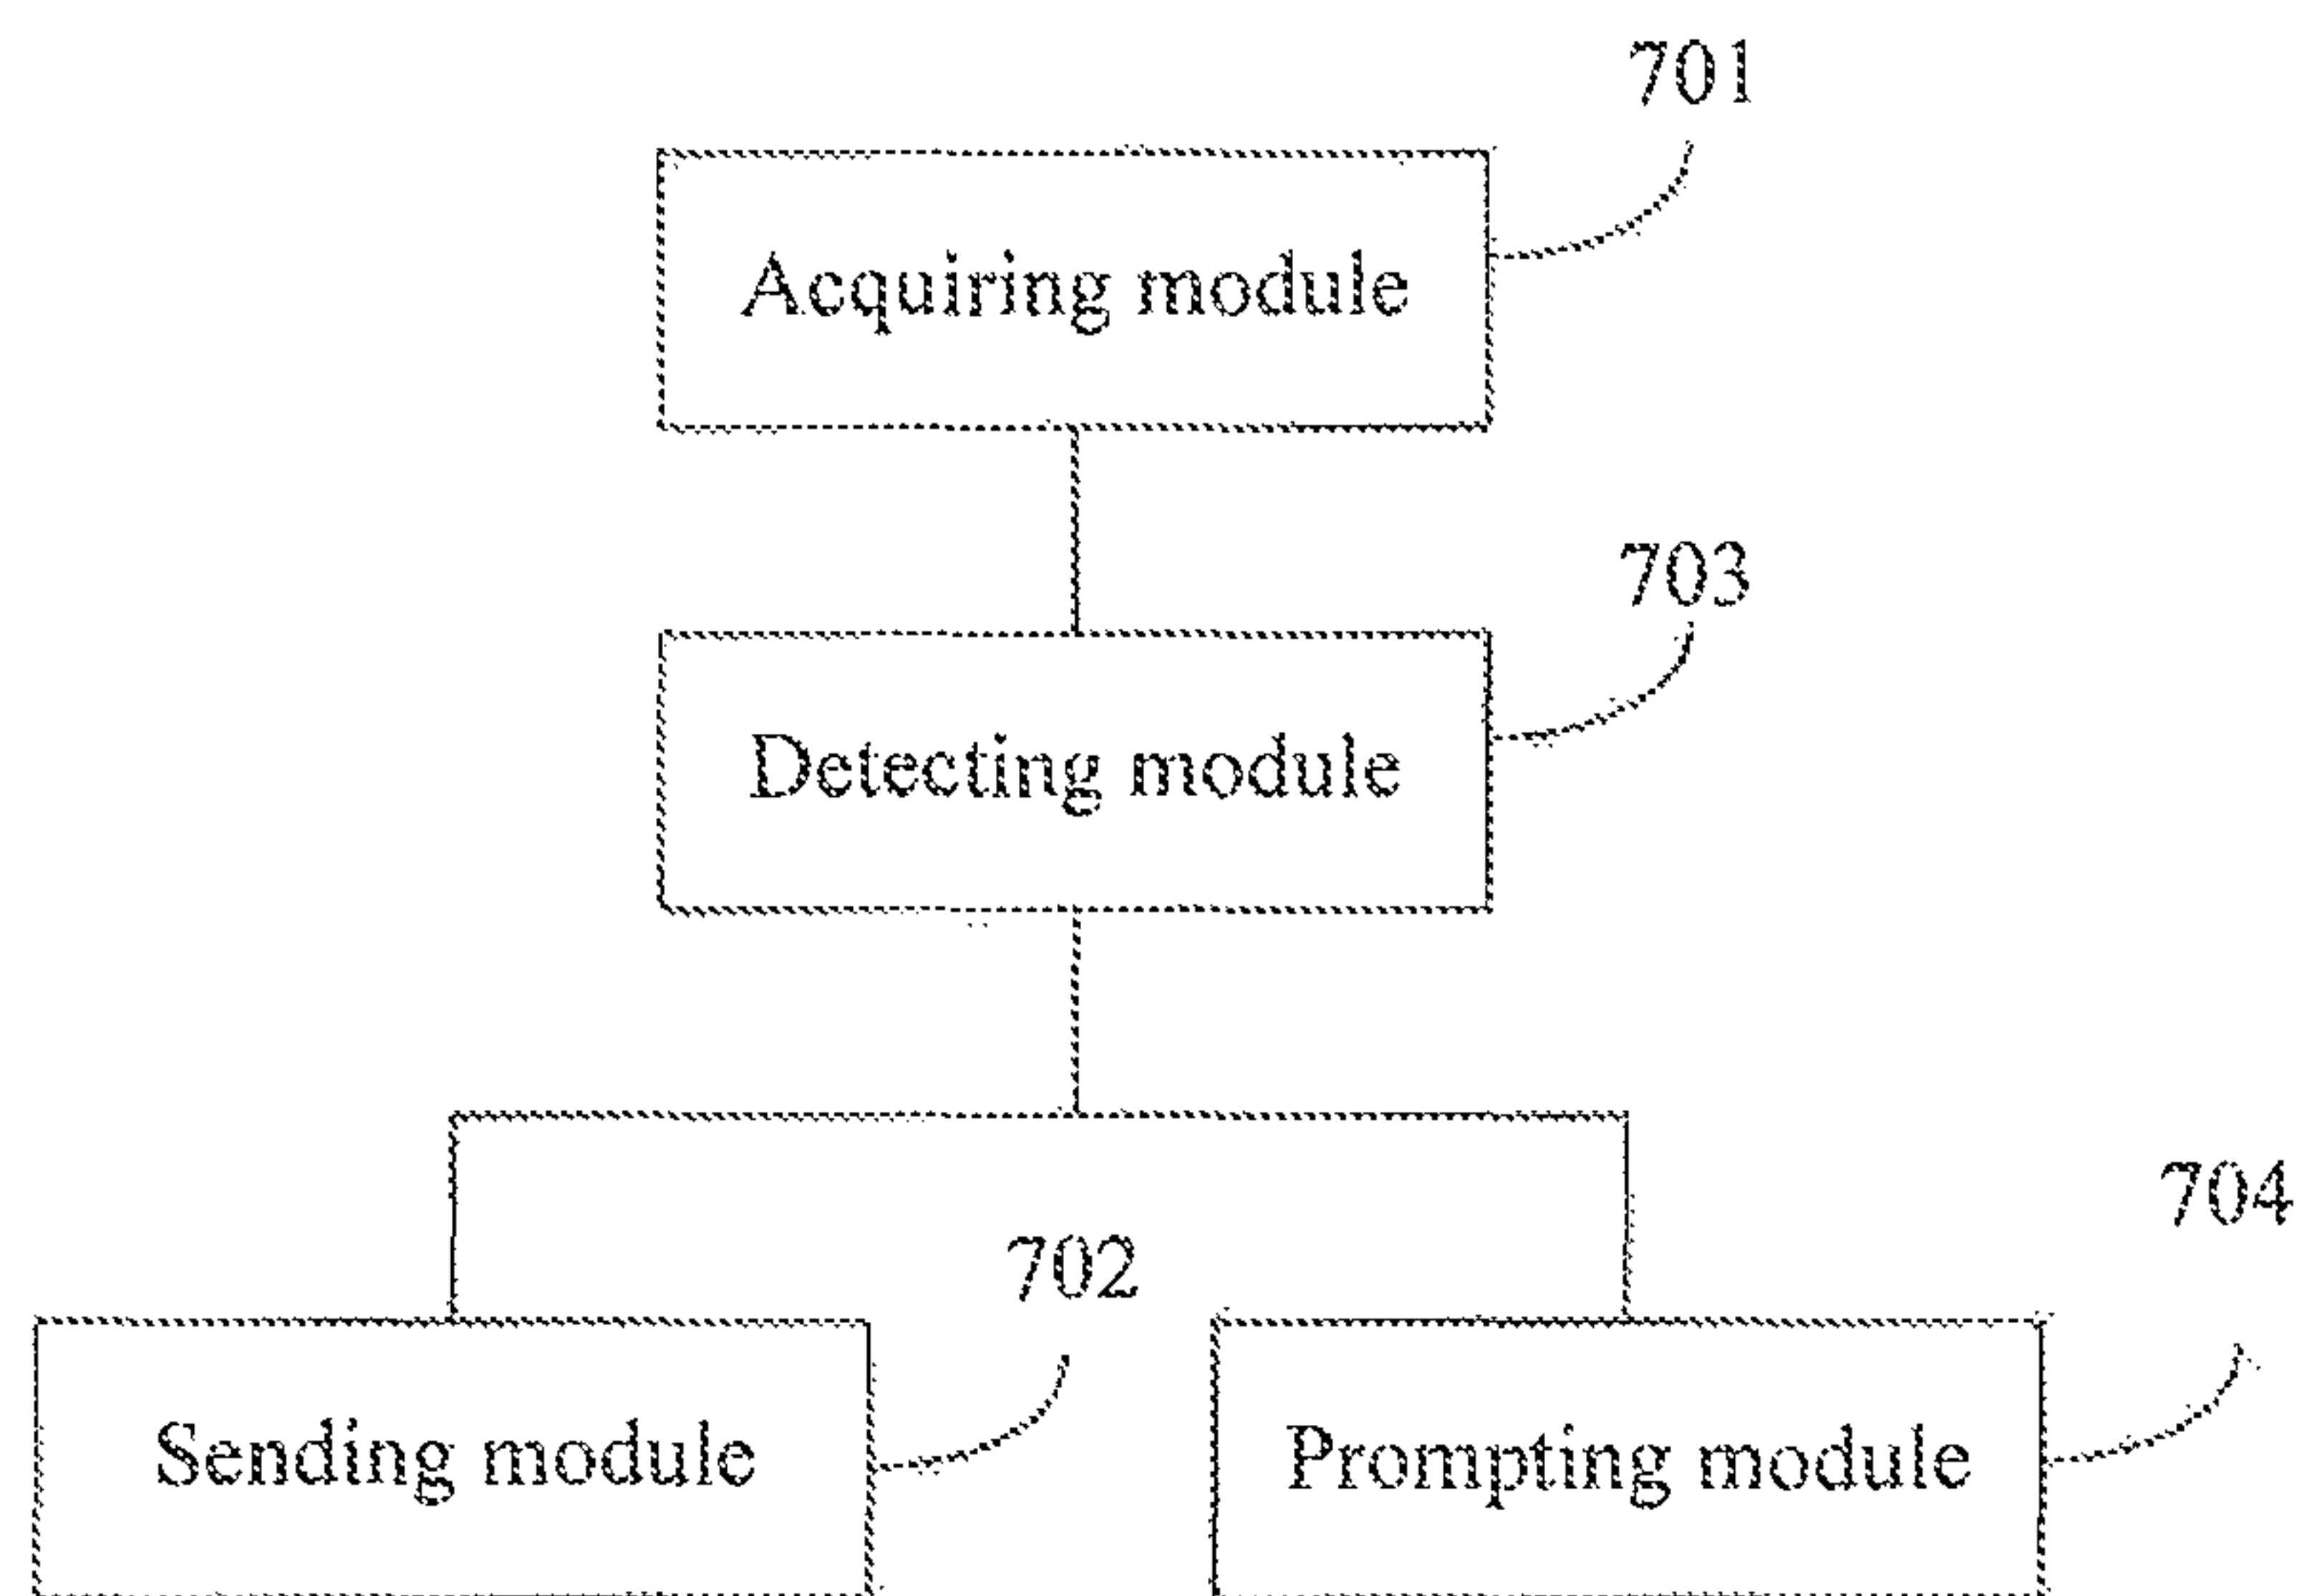 701
Acquiring module
703
Detecting module
704
702
Sending module
Prompting module